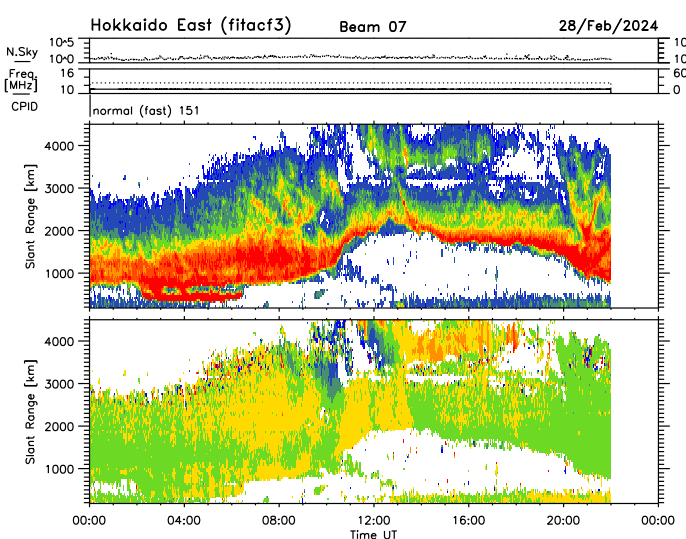 Hokkaido East (fitacf3) Beam 07 28/Feb/2024
N.Sky 10^5 10^0 10 10
Freq. [MHz] 16 10 60 0
CPID normal (fast) 151
Slant Range [km] 4000 3000 2000 1000
Slant Range [km] 4000 3000 2000 1000
00:00 04:00 08:00 12:00 16:00 20:00 00:00
Time UT